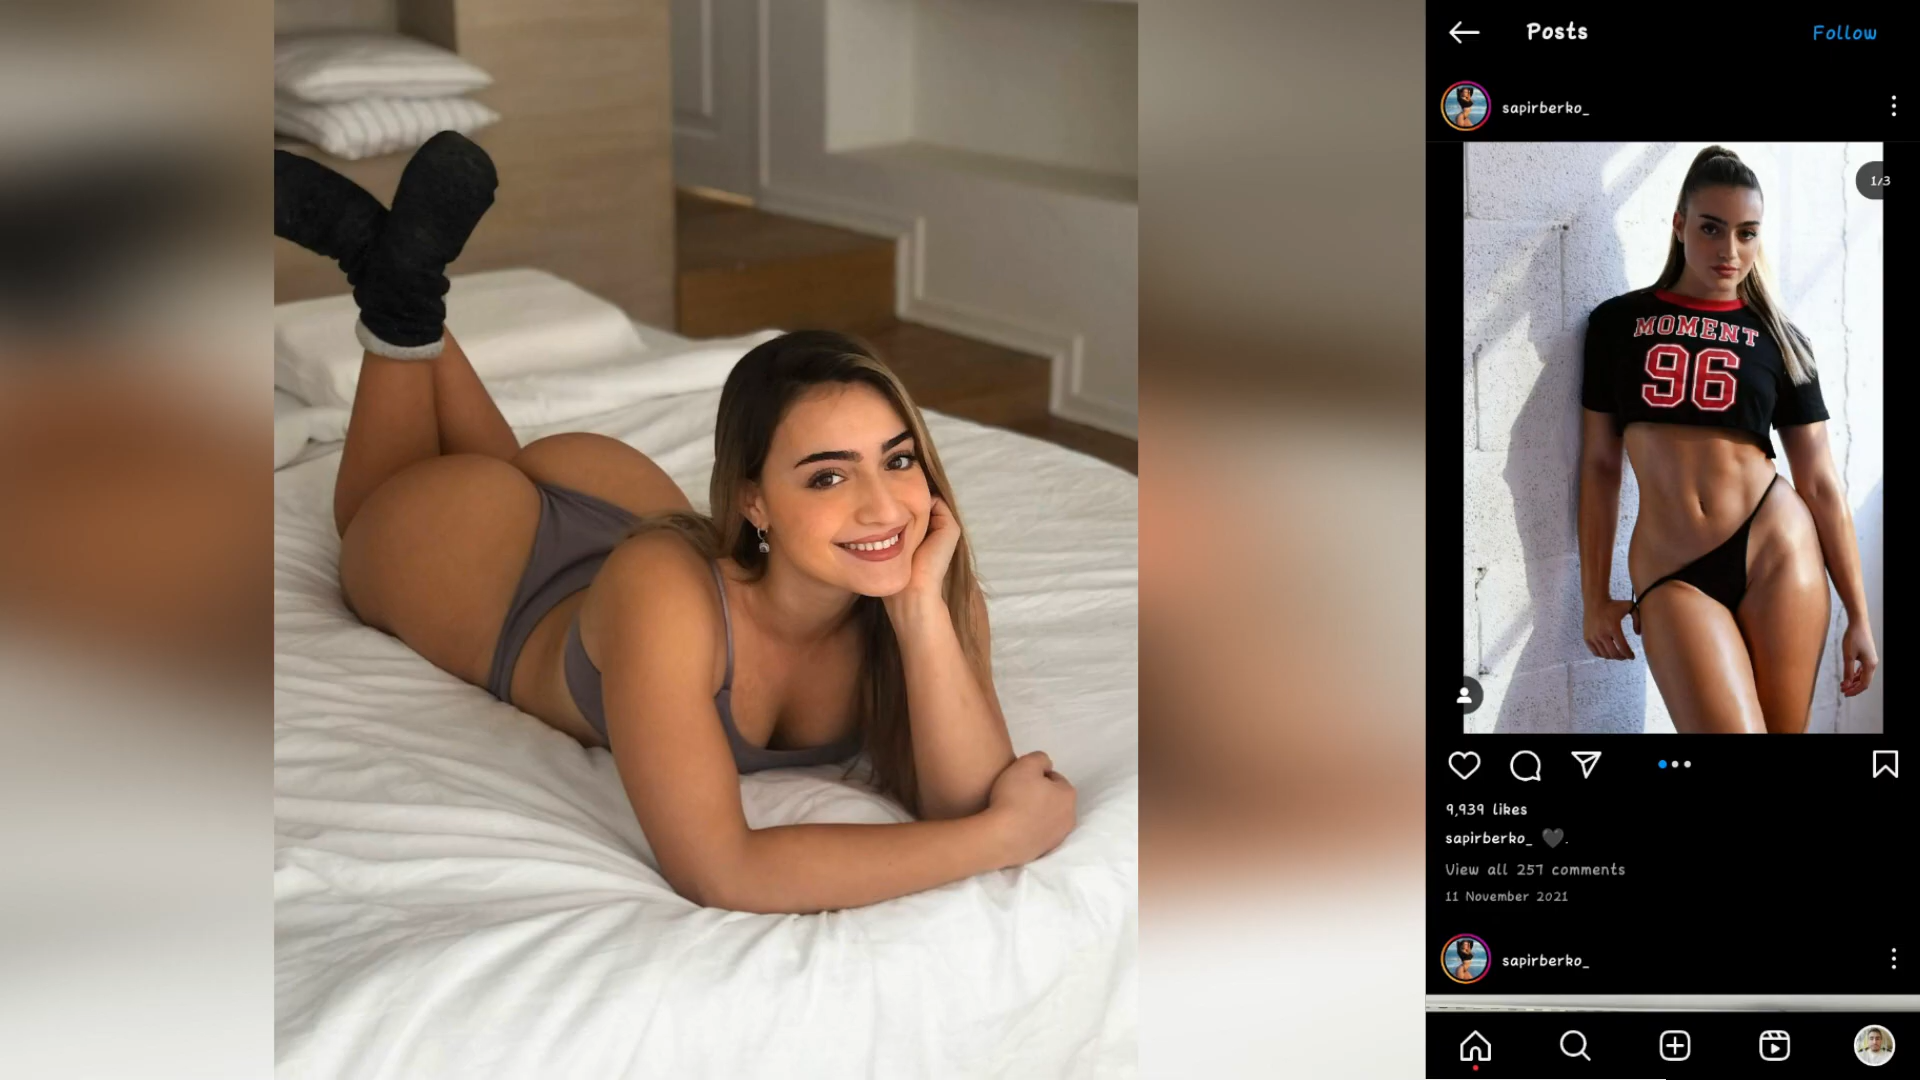 Posts
Follow
sapirberko_
1/3
MOMENT
96
9,939 likes
sapirberko_ 🖤.
View all 257 comments
11 November 2021
sapirberko_